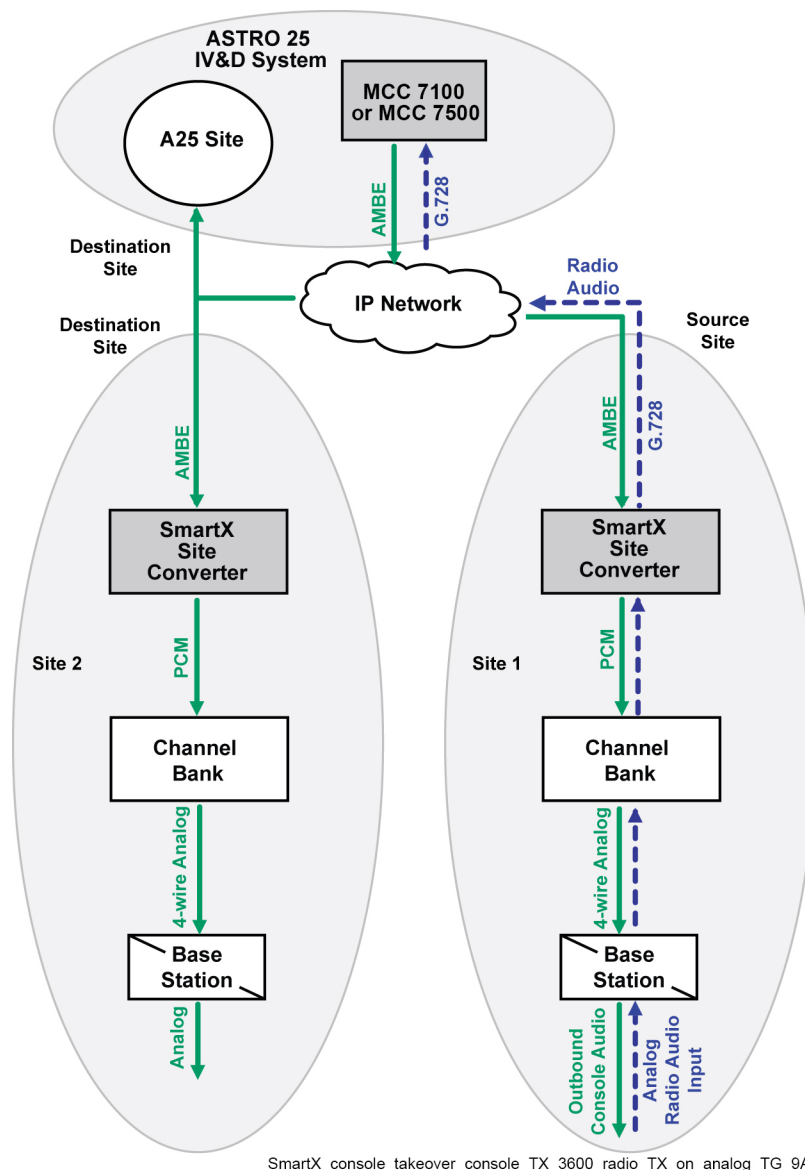 ASTRO 25
IV&D System
MCC 7100
or MCC 7500
A25 Site
AMBE
G.728
Destination
Site
IP Network
Radio
Audio
Destination
Site
Source
Site
AMBE
AMBE
G.728
SmartX
Site
Converter
SmartX
Site
Converter
Site 2
PCM
Site 1
PCM
Channel
Bank
Channel
Bank
4-wire Analog
4-wire Analog
Base
Station
Base
Station
Analog
Outbound
Console Audio
Analog
Radio Audio
Input
SmartX console takeover console TX 3600 radio TX on analog TG 9A